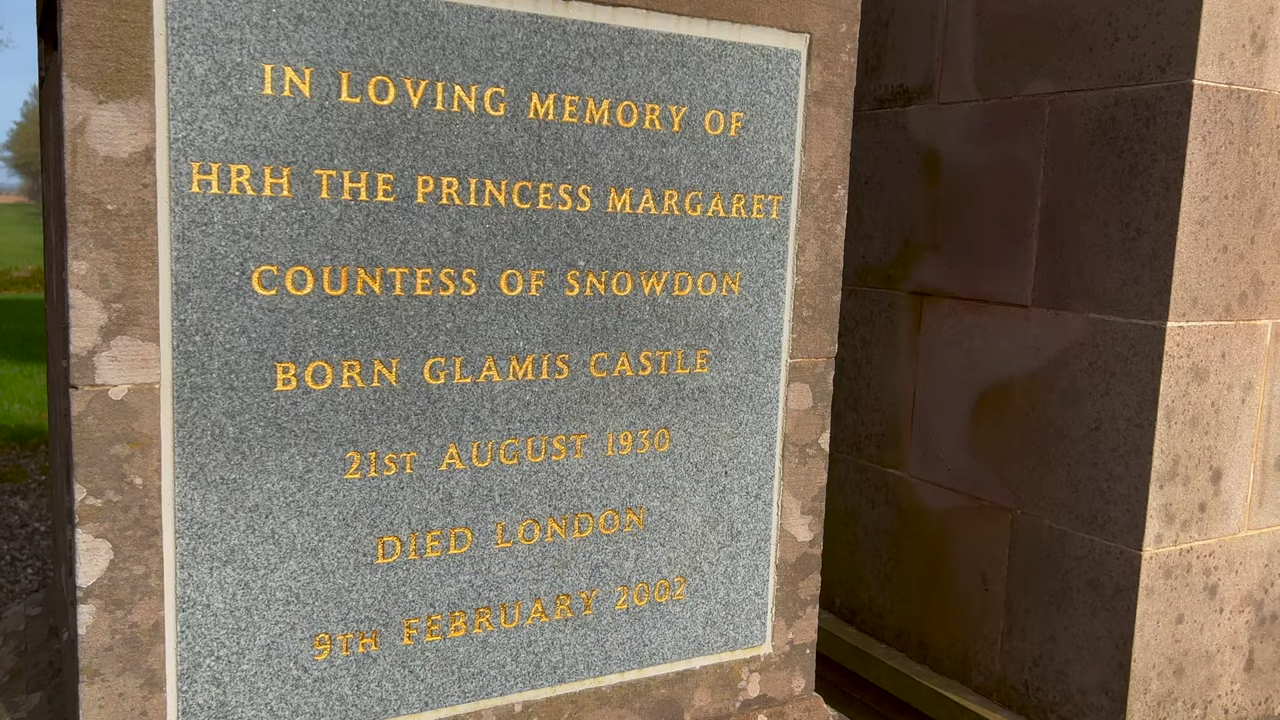 IN LOVING MEMORY OF
HRH THE PRINCESS MARGARET
COUNTESS OF SNOWDON
BORN GLAMIS CASTLE
21ST AUGUST 1930
DIED LONDON
9TH FEBRUARY 2002